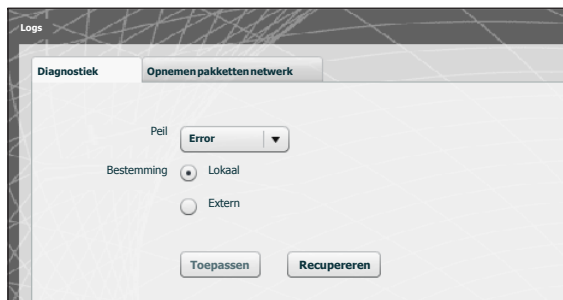 Logs
Diagnostiek
Opnemen pakketten netwerk
Peil
Error
Bestemming
Lokaal
Extern
Toepassen
Recupereren